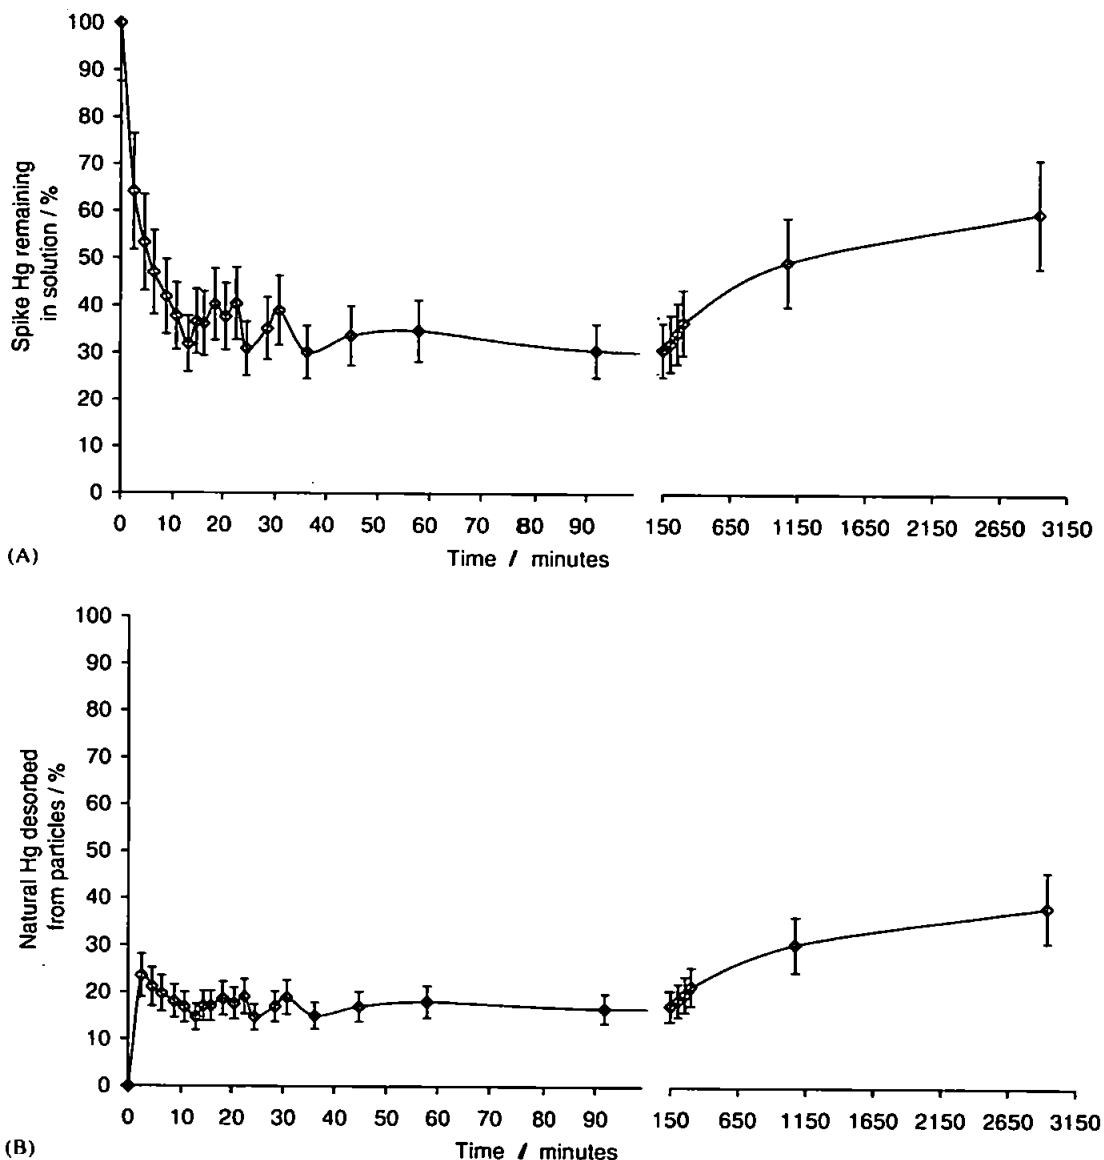 100
90
80
70
60
50
40
30
20
10
0
Spike Hg remaining
in solution / %
0 10 20 30 40 50 60 70 80 90 150 650 1150 1650 2150 2650 3150
Time / minutes
(A)
100
90
80
70
60
50
40
30
20
10
0
Natural Hg desorbed
from particles / %
0 10 20 30 40 50 60 70 80 90 150 650 1150 1650 2150 2650 3150
Time / minutes
(B)